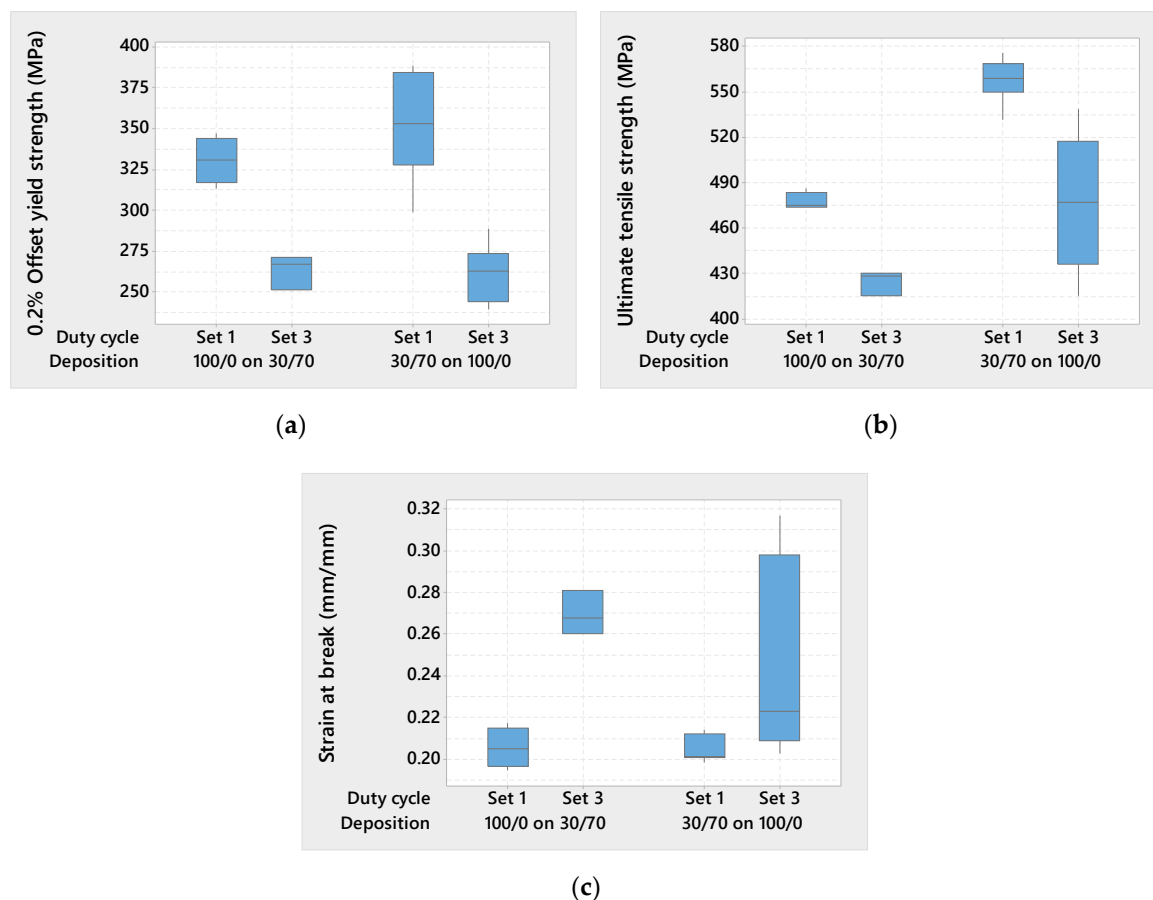 0.2% Offset yield strength (MPa)
400
375
350
325
300
275
250
Duty cycle Set 1 Set 3 Set 1 Set 3
Deposition 100/0 on 30/70 30/70 on 100/0
(a)
Ultimate tensile strength (MPa)
580
550
520
490
460
430
400
Duty cycle Set 1 Set 3 Set 1 Set 3
Deposition 100/0 on 30/70 30/70 on 100/0
(b)
Strain at break (mm/mm)
0.32
0.30
0.28
0.26
0.24
0.22
0.20
Duty cycle Set 1 Set 3 Set 1 Set 3
Deposition 100/0 on 30/70 30/70 on 100/0
(c)